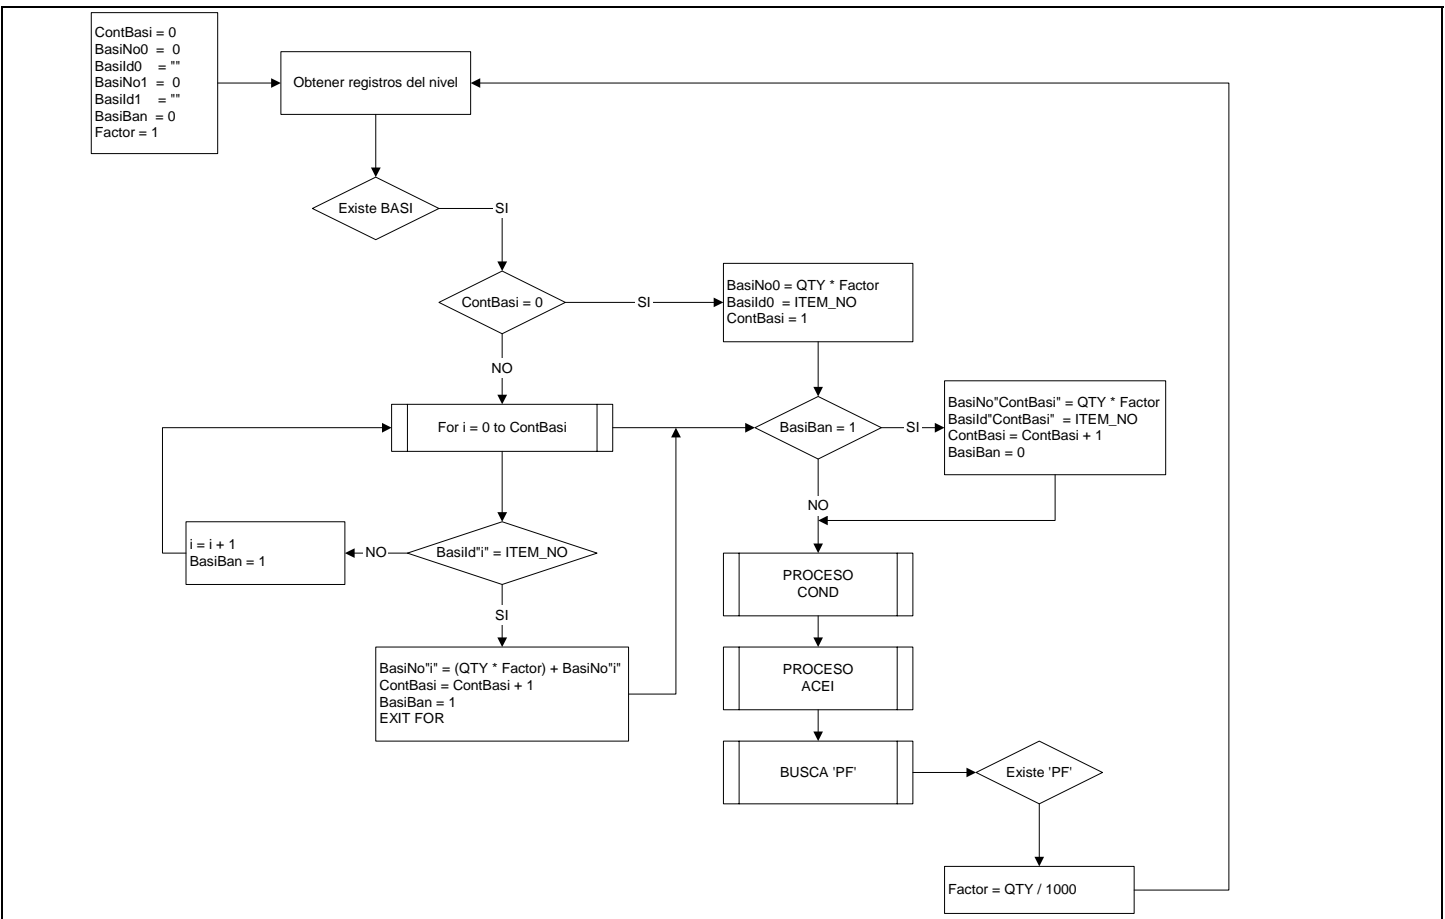 ContBasi = 0
BasiNo0  =  0
BasiId0    = ""
BasiNo1  =  0
BasiId1    = ""
BasiBan  = 0
Factor = 1
Obtener registros del nivel
Existe BASI
SI
ContBasi = 0
SI
BasiNo0 = QTY * Factor
BasiId0  = ITEM_NO
ContBasi = 1
NO
For i = 0 to ContBasi
BasiBan = 1
SI
BasiNo"ContBasi" = QTY * Factor
BasiId"ContBasi"  = ITEM_NO
ContBasi = ContBasi + 1
BasiBan = 0
NO
i = i + 1
BasiBan = 1
NO
BasiId"i" = ITEM_NO
SI
PROCESO
COND
BasiNo"i" = (QTY * Factor) + BasiNo"i"
ContBasi = ContBasi + 1
BasiBan = 1
EXIT FOR
PROCESO
ACEI
BUSCA 'PF'
Existe 'PF'
Factor = QTY / 1000